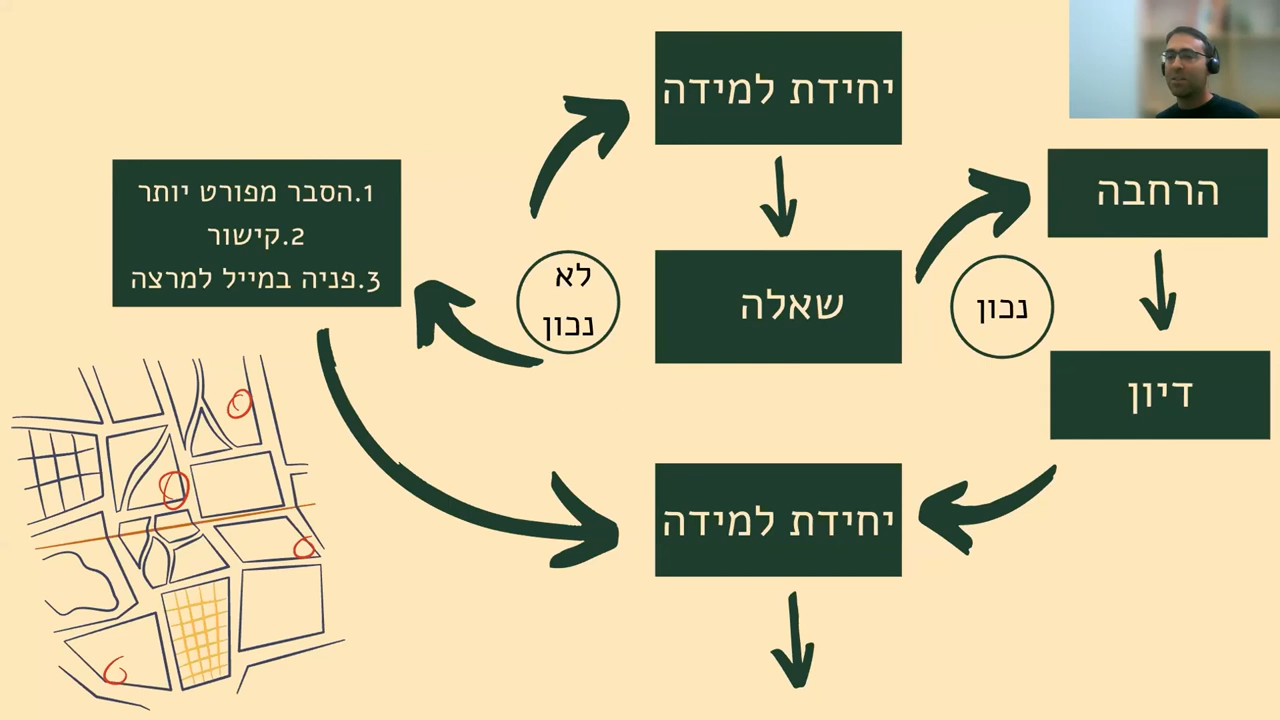 יחידת למידה
הרחבה
1.הסבר מפורט יותר
2.קישור
3.פניה במייל למרצה
לא
נכון
שאלה
נכון
דיון
יחידת למידה